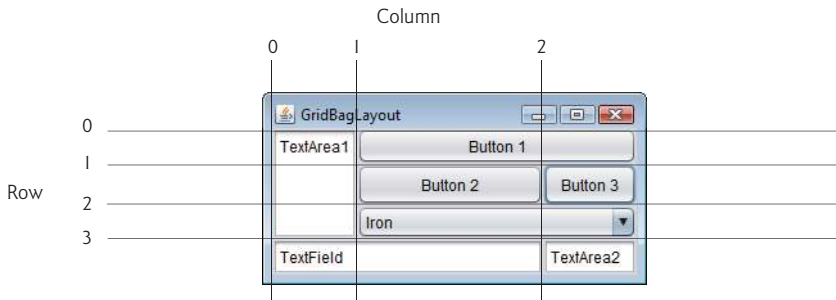 Column
0 1 2
GridBagLayout
0
TextArea1 Button 1
1
Button 2 Button 3
Row
2
Iron
3
TextField TextArea2